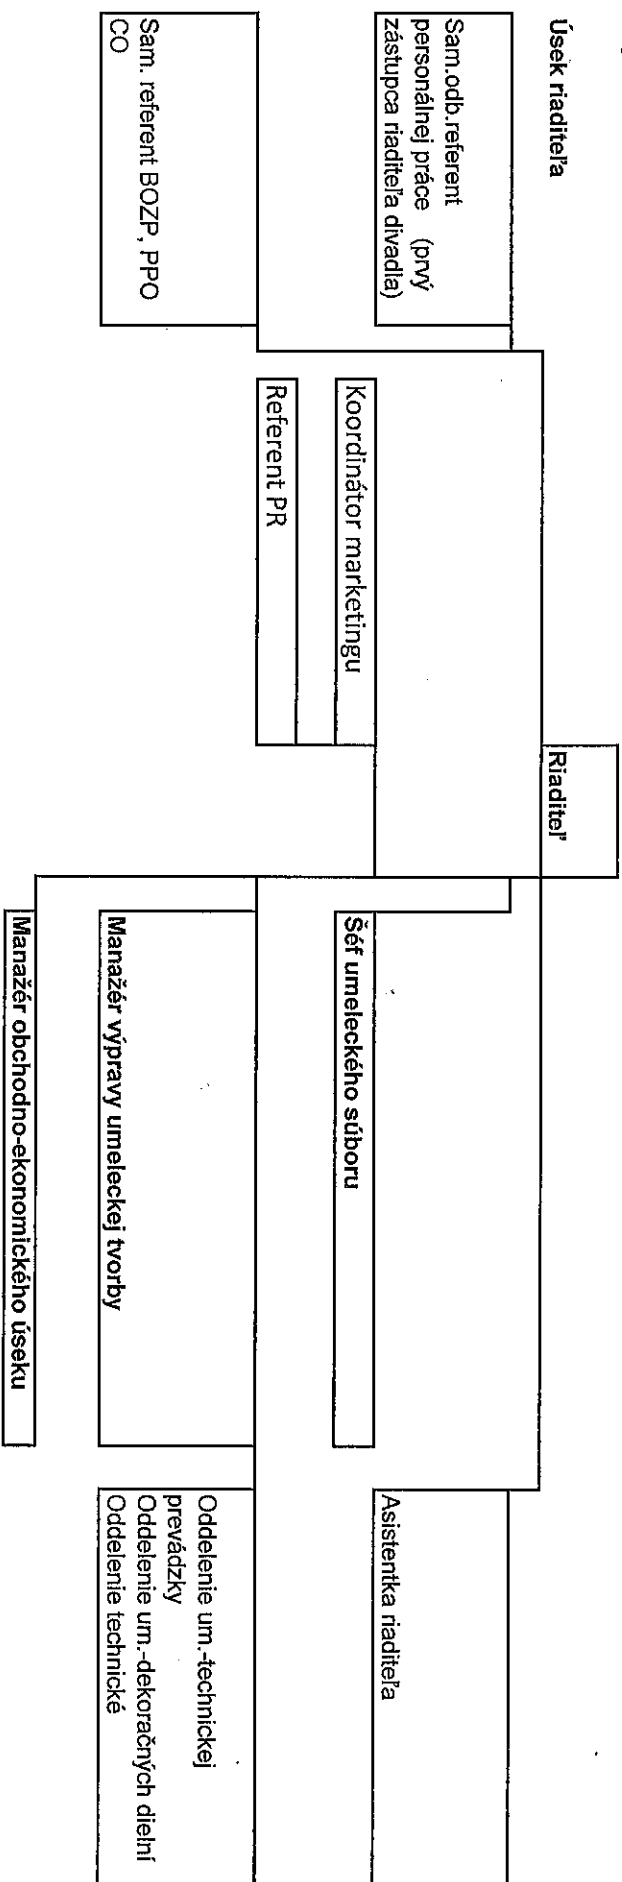 Úsek riaditeľa
Riaditeľ
Sam.odb.referent
personálnej práce (prvý
zástupca riaditeľa divadla)
Asistentka riaditeľa
Koordinátor marketingu
Šéf umeleckého súboru
Referent PR
Sam. referent BOZP, PPO
CO
Manažér výpravy umeleckej tvorby
Oddelenie um.-technickej
prevádzky
Oddelenie um.-dekoračných dielní
Oddelenie technické
Manažér obchodno-ekonomického úseku